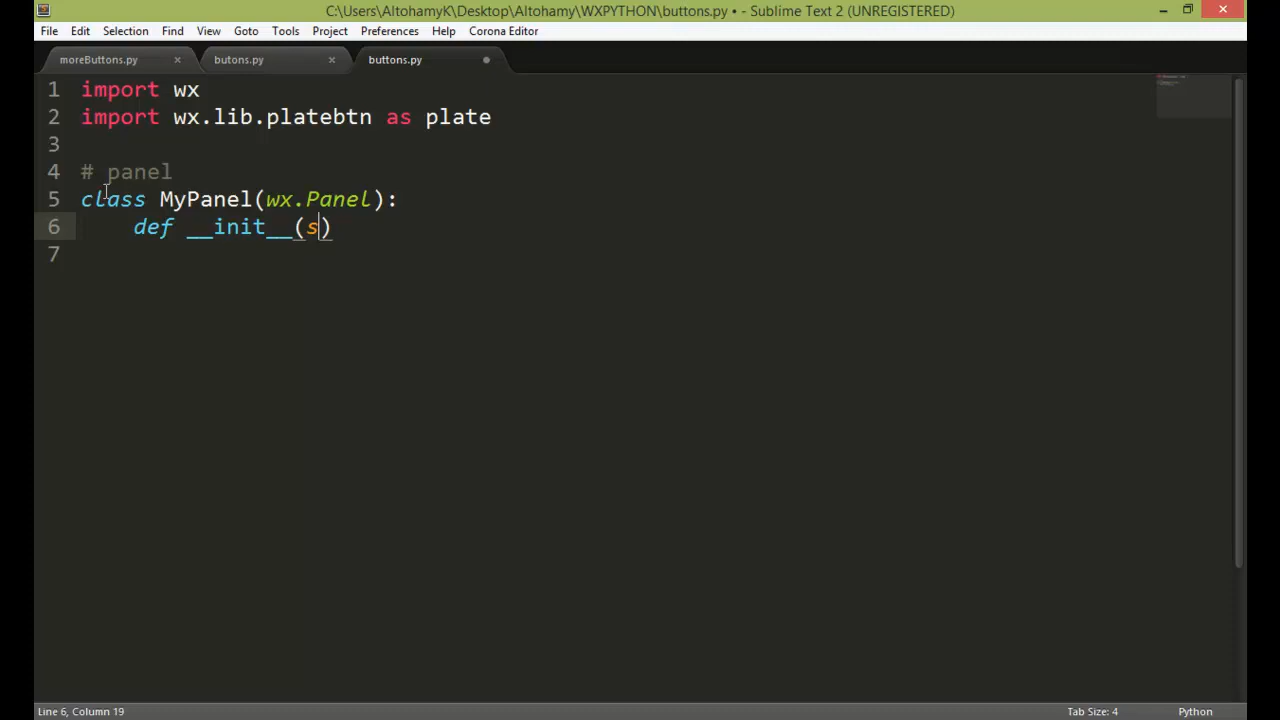 C:\Users\AltohamyK\Desktop\Altohamy\WXPYTHON\buttons.py • - Sublime Text 2 (UNREGISTERED)
File Edit Selection Find View Goto Tools Project Preferences Help Corona Editor
moreButtons.py butons.py buttons.py
1 import wx
2 import wx.lib.platebtn as plate
3
4 # panel
5 class MyPanel(wx.Panel):
6 def __init__(s)
7
Line 6, Column 19 Tab Size: 4 Python